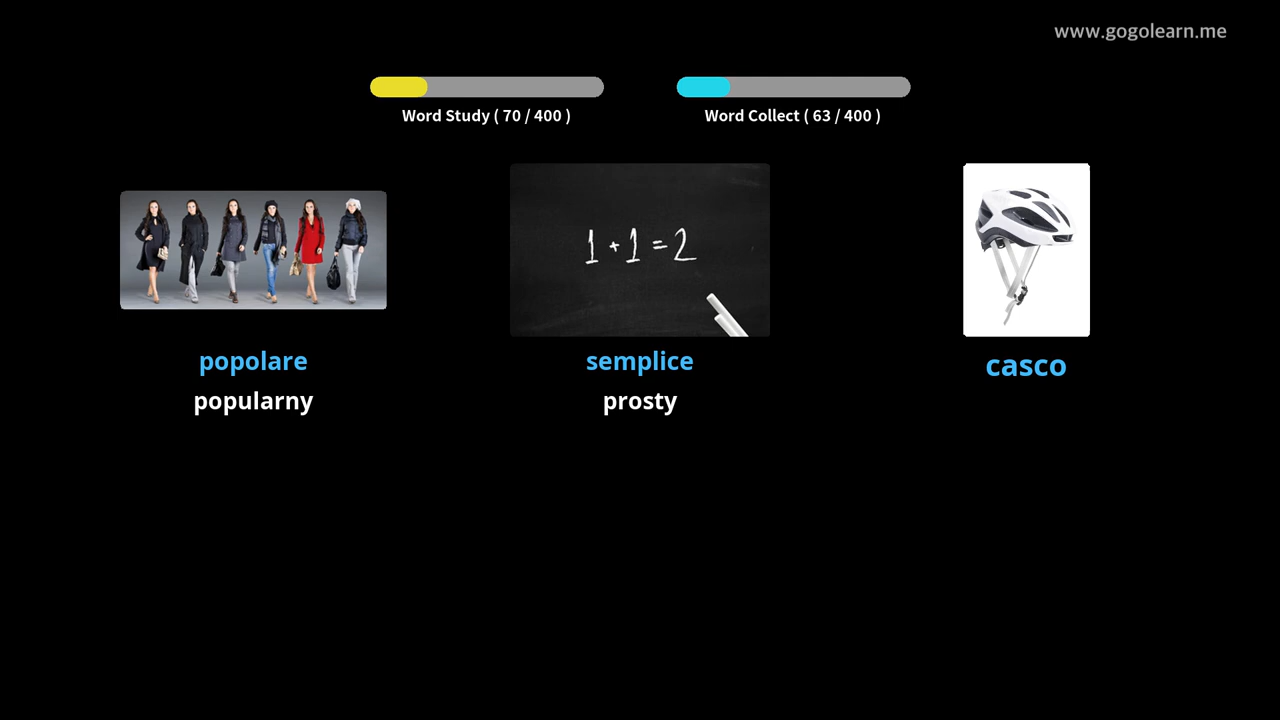 www.gogolearn.me
Word Study ( 70 / 400 )
Word Collect ( 63 / 400 )
1 + 1 = 2
popolare
popularny
semplice
prosty
casco